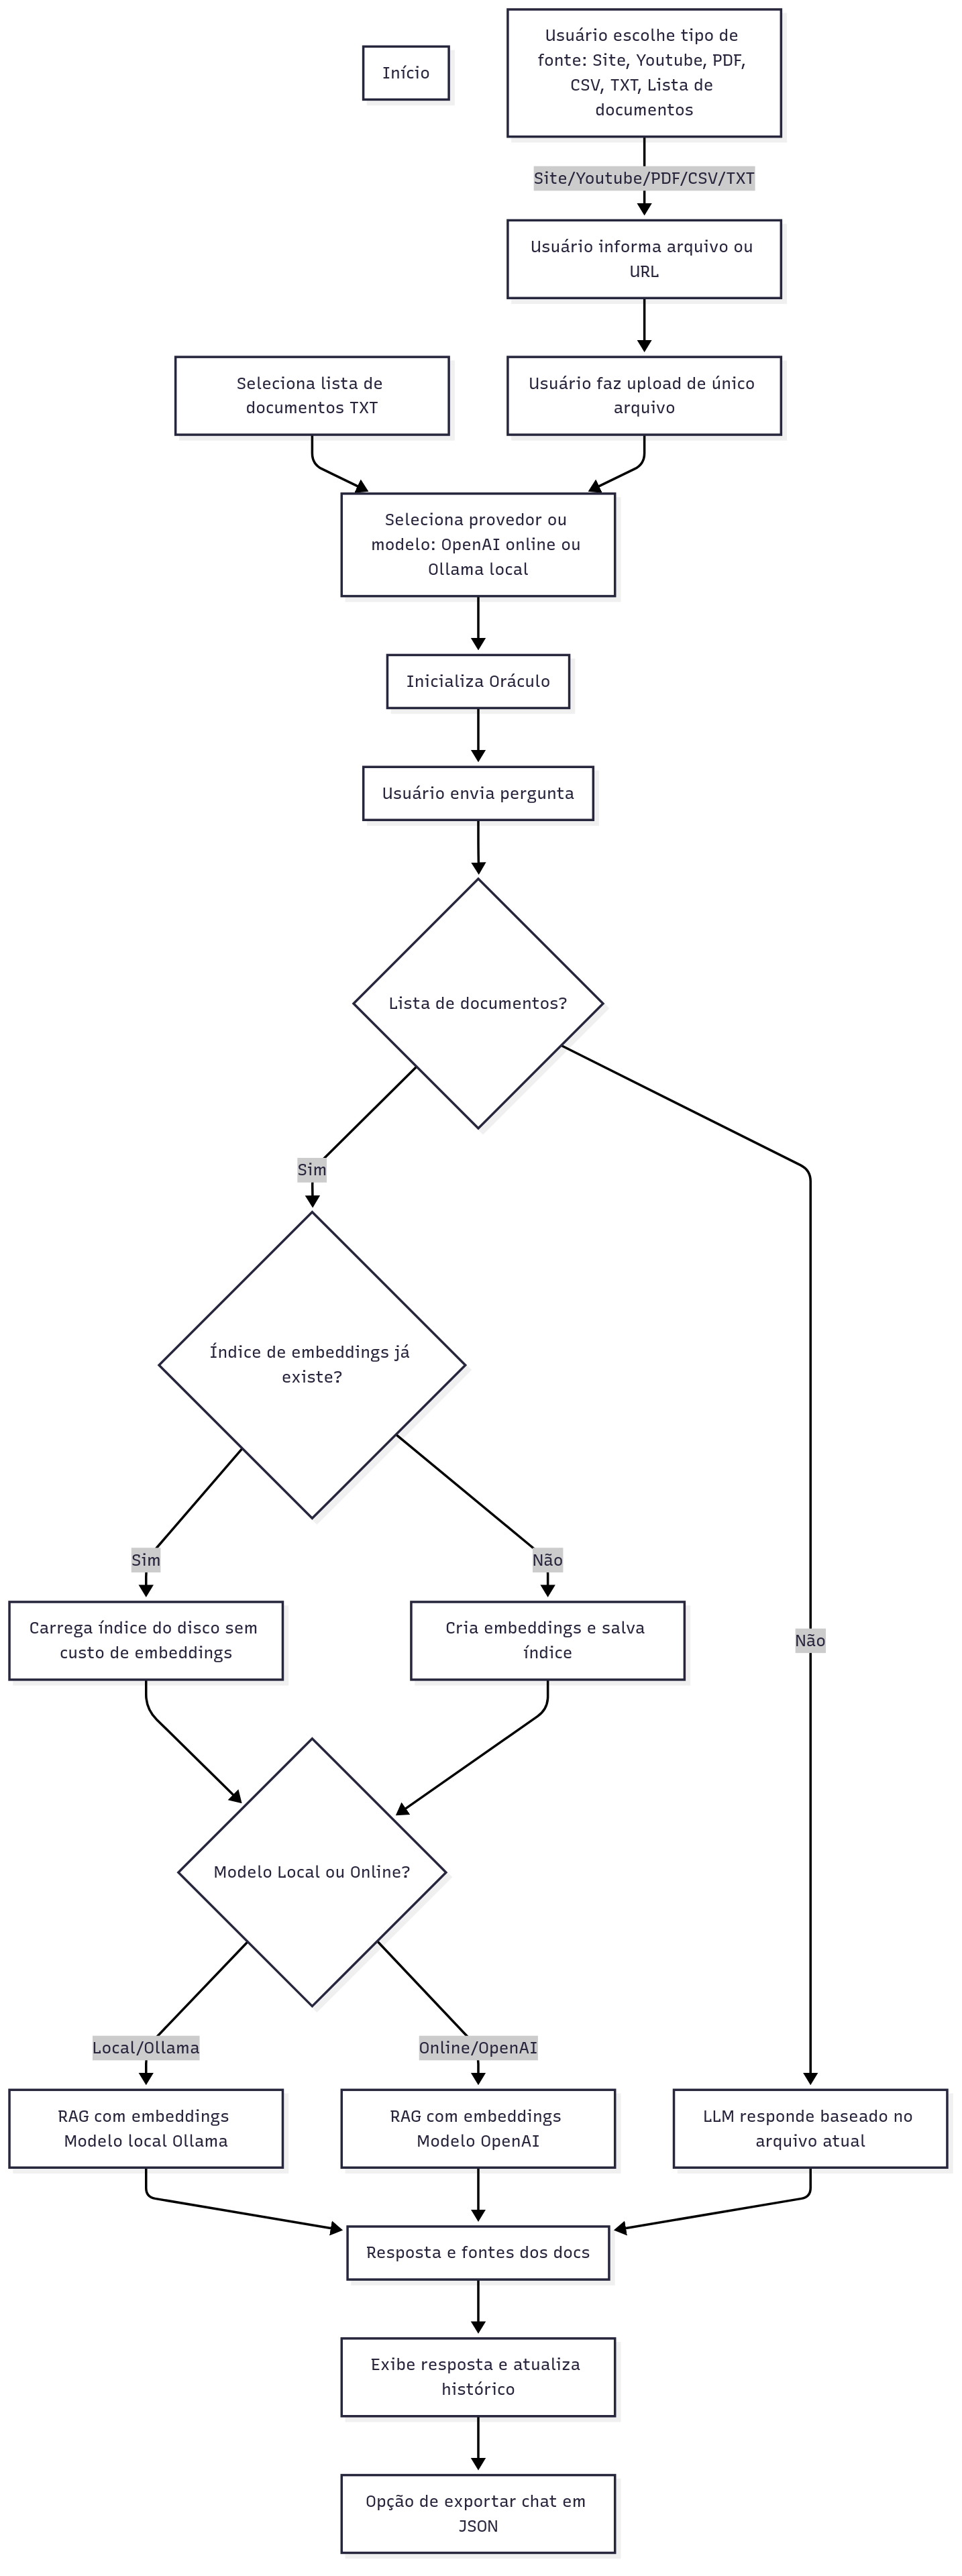 Início
Usuário escolhe tipo de
fonte: Site, Youtube, PDF,
CSV, TXT, Lista de
documentos
Site/Youtube/PDF/CSV/TXT
Usuário informa arquivo ou
URL
Seleciona lista de
documentos TXT
Usuário faz upload de único
arquivo
Seleciona provedor ou
modelo: OpenAI online ou
Ollama local
Inicializa Oráculo
Usuário envia pergunta
Lista de documentos?
Sim
Índice de embeddings já
existe?
Sim
Não
Carrega índice do disco sem
custo de embeddings
Cria embeddings e salva
índice
Não
Modelo Local ou Online?
Local/Ollama
Online/OpenAI
RAG com embeddings
Modelo local Ollama
RAG com embeddings
Modelo OpenAI
LLM responde baseado no
arquivo atual
Resposta e fontes dos docs
Exibe resposta e atualiza
histórico
Opção de exportar chat em
JSON